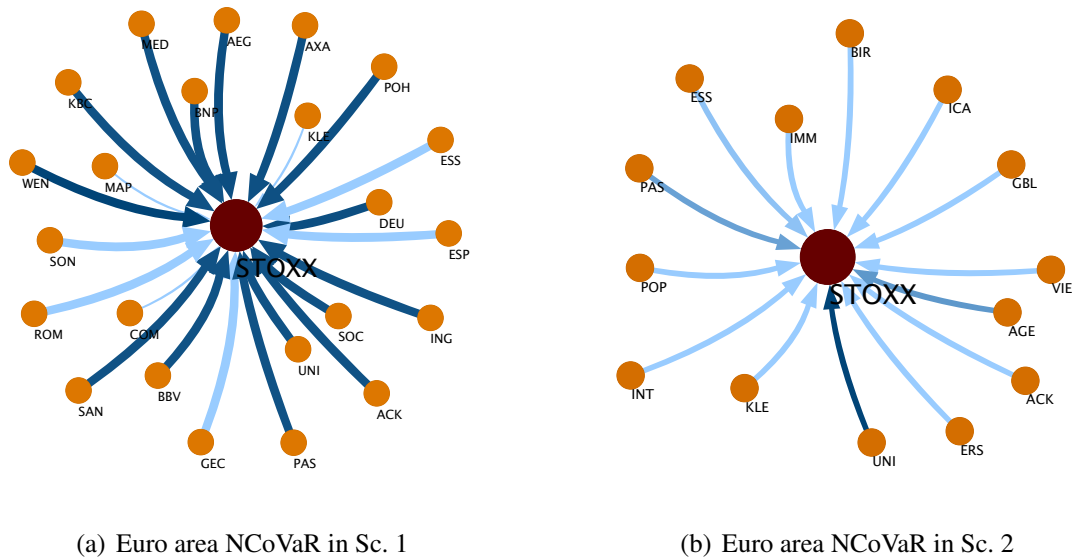 MED
AEG
AXA
POH
KBC
BNP
KLE
ESS
WEN
MAP
DEU
SON
STOXX
ESP
ROM
COM
SOC
ING
UNI
SAN
BBV
ACK
GEC
PAS
(a) Euro area NCoVaR in Sc. 1
BIR
ESS
ICA
IMM
PAS
GBL
POP
STOXX
VIE
AGE
INT
KLE
ACK
UNI
ERS
(b) Euro area NCoVaR in Sc. 2